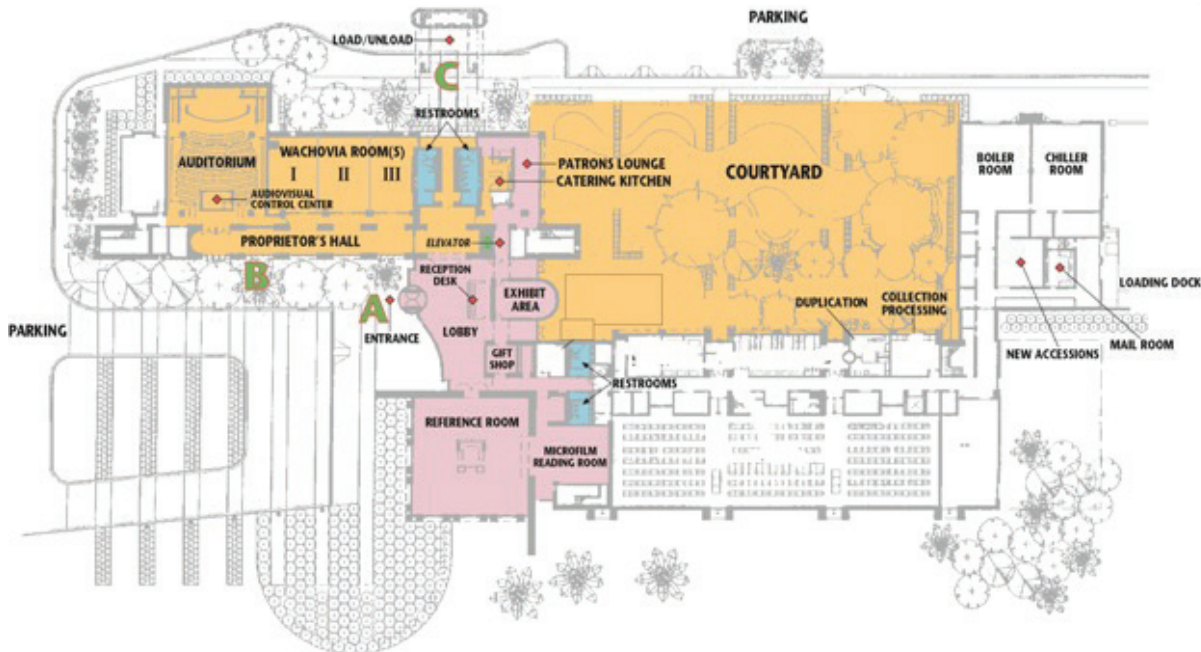 PARKING
LOAD/UNLOAD
C
RESTROOMS
AUDITORIUM
WACHOVIA ROOM(S)
I II III
AUDIOVISUAL
CONTROL CENTER
PATRONS LOUNGE
CATERING KITCHEN
COURTYARD
BOILER
ROOM
CHILLER
ROOM
PROPRIETOR'S HALL
ELEVATOR
B
RECEPTION
DESK
EXHIBIT
AREA
A
ENTRANCE
LOBBY
GIFT
SHOP
DUPLICATION
COLLECTION
PROCESSING
LOADING DOCK
PARKING
MAIL ROOM
NEW ACCESSIONS
RESTROOMS
REFERENCE ROOM
MICROFILM
READING ROOM